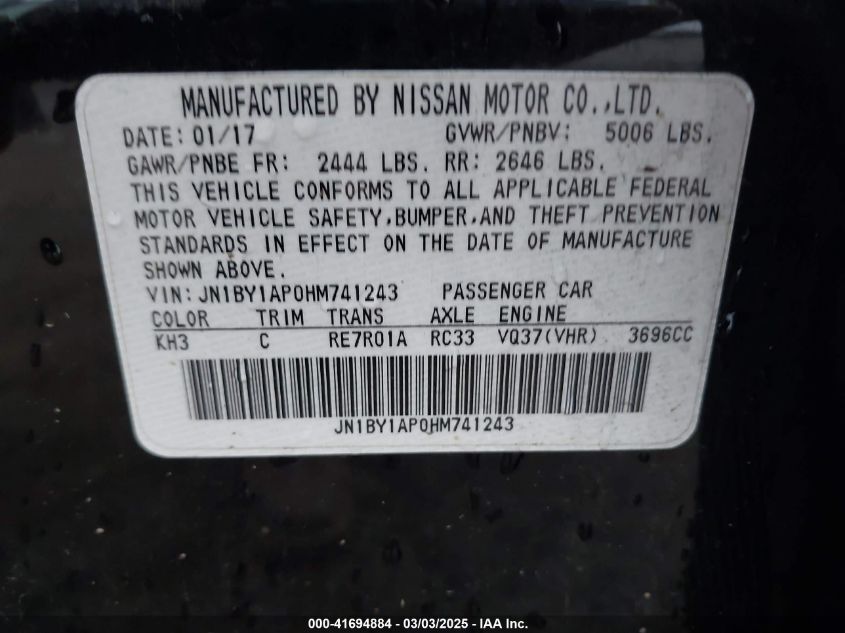 MANUFACTURED BY NISSAN MOTOR CO.,LTD.
DATE: 01/17 GVWR/PNBV: 5006 LBS.
GAWR/PNBE FR: 2444 LBS. RR: 2646 LBS.
THIS VEHICLE CONFORMS TO ALL APPLICABLE FEDERAL
MOTOR VEHICLE SAFETY,BUMPER,AND THEFT PREVENTION
STANDARDS IN EFFECT ON THE DATE OF MANUFACTURE
SHOWN ABOVE.
VIN: JN1BY1AP0HM741243 PASSENGER CAR
COLOR TRIM TRANS AXLE ENGINE
KH3 C RE7R01A RC33 VQ37(VHR) 3696CC
JN1BY1AP0HM741243
000-41694884 - 03/03/2025 - IAA Inc.